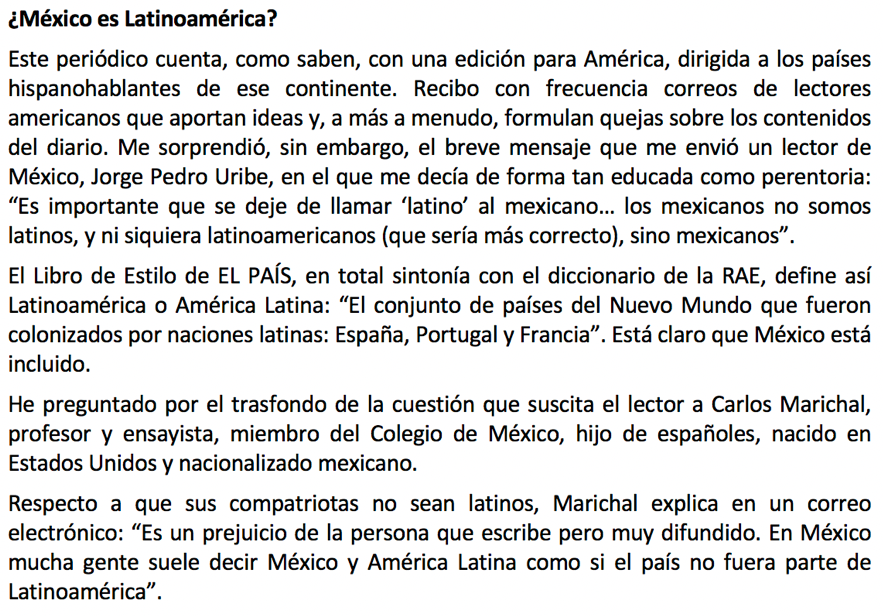 ¿México es Latinoamérica?
Este periódico cuenta, como saben, con una edición para América, dirigida a los países
hispanohablantes de ese continente. Recibo con frecuencia correos de lectores
americanos que aportan ideas y, a más a menudo, formulan quejas sobre los contenidos
del diario. Me sorprendió, sin embargo, el breve mensaje que me envió un lector de
México, Jorge Pedro Uribe, en el que me decía de forma tan educada como perentoria:
“Es importante que se deje de llamar ‘latino’ al mexicano… los mexicanos no somos
latinos, y ni siquiera latinoamericanos (que sería más correcto), sino mexicanos”.
El Libro de Estilo de EL PAÍS, en total sintonía con el diccionario de la RAE, define así
Latinoamérica o América Latina: “El conjunto de países del Nuevo Mundo que fueron
colonizados por naciones latinas: España, Portugal y Francia”. Está claro que México está
incluido.
He preguntado por el trasfondo de la cuestión que suscita el lector a Carlos Marichal,
profesor y ensayista, miembro del Colegio de México, hijo de españoles, nacido en
Estados Unidos y nacionalizado mexicano.
Respecto a que sus compatriotas no sean latinos, Marichal explica en un correo
electrónico: “Es un prejuicio de la persona que escribe pero muy difundido. En México
mucha gente suele decir México y América Latina como si el país no fuera parte de
Latinoamérica”.